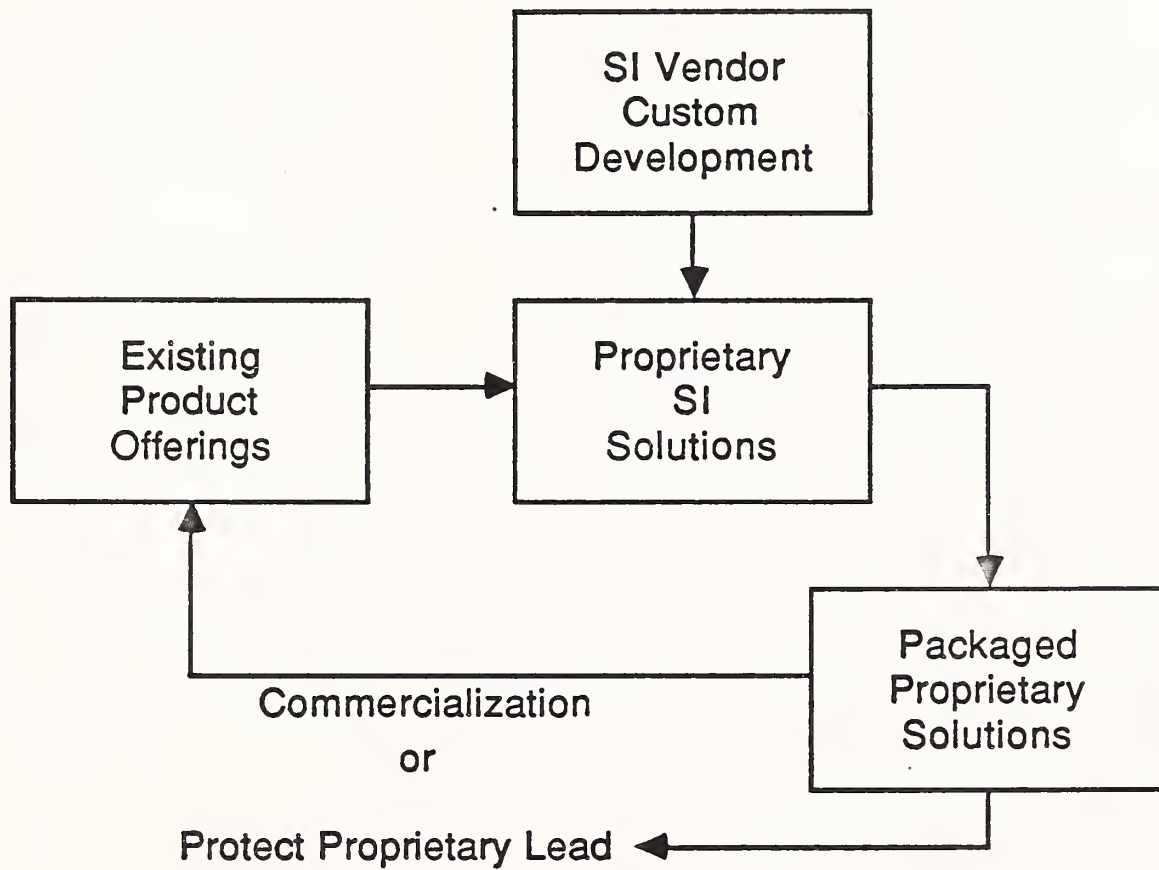 SI Vendor
Custom
Development
Existing
Product
Offerings
Proprietary
SI
Solutions
Packaged
Proprietary
Solutions
Commercialization
or
Protect Proprietary Lead